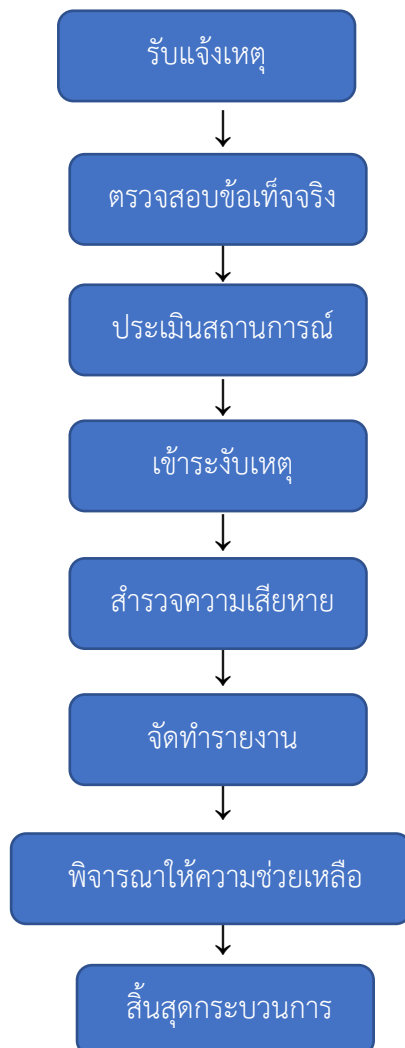 รับแจ้งเหตุ
ตรวจสอบข้อเท็จจริง
ประเมินสถานการณ์
เข้าระงับเหตุ
สำรวจความเสียหาย
จัดทำรายงาน
พิจารณาให้ความช่วยเหลือ
สิ้นสุดกระบวนการ